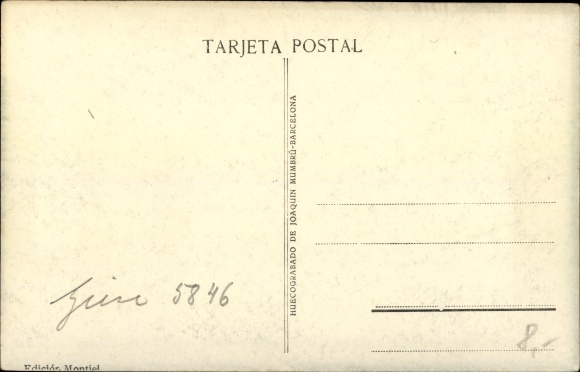 TARJETA POSTAL
HUECOGRABADO DE JOAQUIN MUMBRÚ-BARCELONA
5846
8,-
Edición Montiel